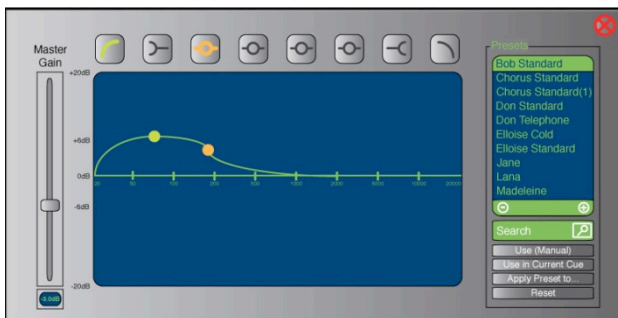 Master
Gain
+20dB
+6dB
0dB
-6dB
-20dB
20 50 100 200 500 1000 2000 5000 10000 20000
-6.0dB
Presets
Bob Standard
Chorus Standard
Chorus Standard(1)
Don Standard
Don Telephone
Elloise Cold
Elloise Standard
Jane
Lana
Madeleine
Search
Use (Manual)
Use in Current Cue
Apply Preset to...
Reset